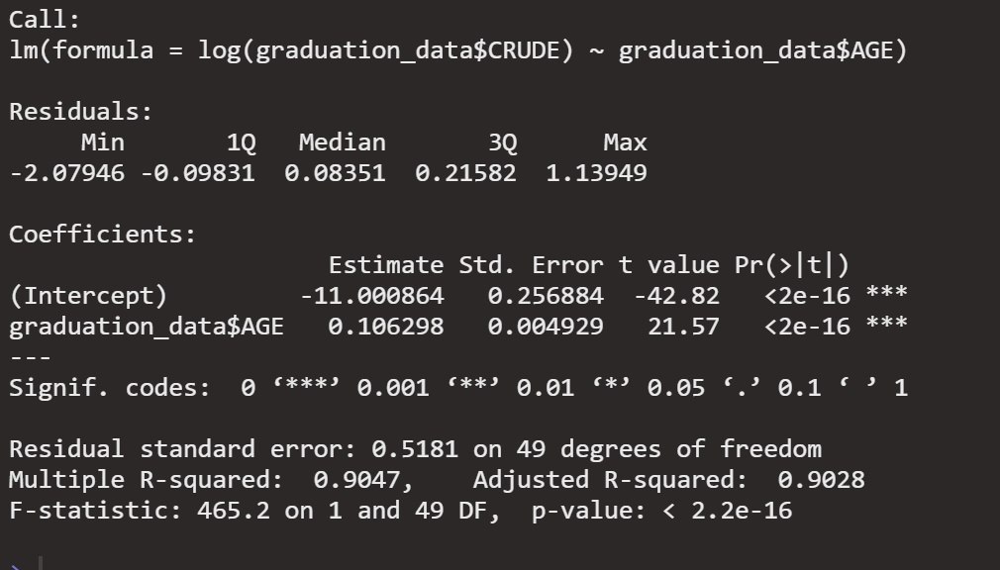 Call:
lm(formula = log(graduation_data$CRUDE) ~ graduation_data$AGE)
Residuals:
     Min       1Q   Median       3Q      Max
-2.07946 -0.09831  0.08351  0.21582  1.13949
Coefficients:
                      Estimate Std. Error t value Pr(>|t|)
(Intercept)         -11.000864   0.256884  -42.82   <2e-16 ***
graduation_data$AGE   0.106298   0.004929   21.57   <2e-16 ***
---
Signif. codes:  0 ‘***’ 0.001 ‘**’ 0.01 ‘*’ 0.05 ‘.’ 0.1 ‘ ’ 1
Residual standard error: 0.5181 on 49 degrees of freedom
Multiple R-squared:  0.9047,    Adjusted R-squared:  0.9028
F-statistic: 465.2 on 1 and 49 DF,  p-value: < 2.2e-16
>